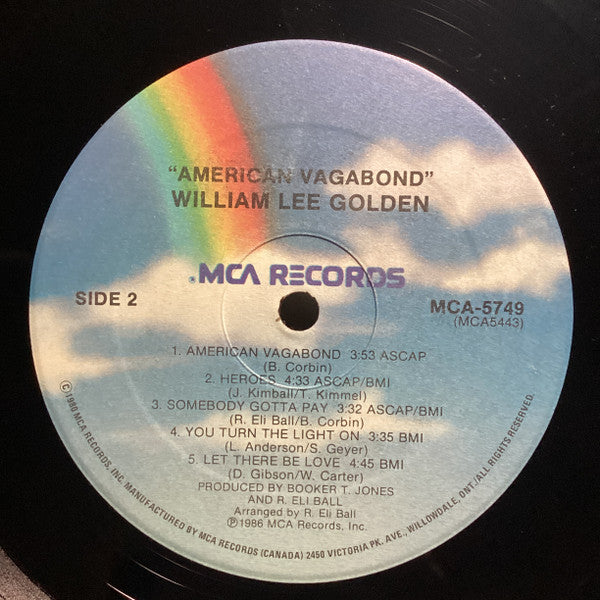 "AMERICAN VAGABOND"
WILLIAM LEE GOLDEN
®MCA RECORDS
SIDE 2
MCA-5749
(MCA5443)
1. AMERICAN VAGABOND 3:53 ASCAP
(B. Corbin)
2. HEROES 4:33 ASCAP/BMI
(J. Kimball/T. Kimmel)
3. SOMEBODY GOTTA PAY 3:32 ASCAP/BMI
(R. Eli Ball/B. Corbin)
4. YOU TURN THE LIGHT ON 3:35 BMI
(L. Anderson/S. Geyer)
5. LET THERE BE LOVE 4:45 BMI
(D. Gibson/W. Carter)
PRODUCED BY BOOKER T. JONES
AND R. ELI BALL
Arranged by R. Eli Ball
℗1986 MCA Records, Inc.
©1980 MCA RECORDS, INC. MANUFACTURED BY MCA RECORDS (CANADA) 2450 VICTORIA PK. AVE., WILLOWDALE, ONT./ALL RIGHTS RESERVED.